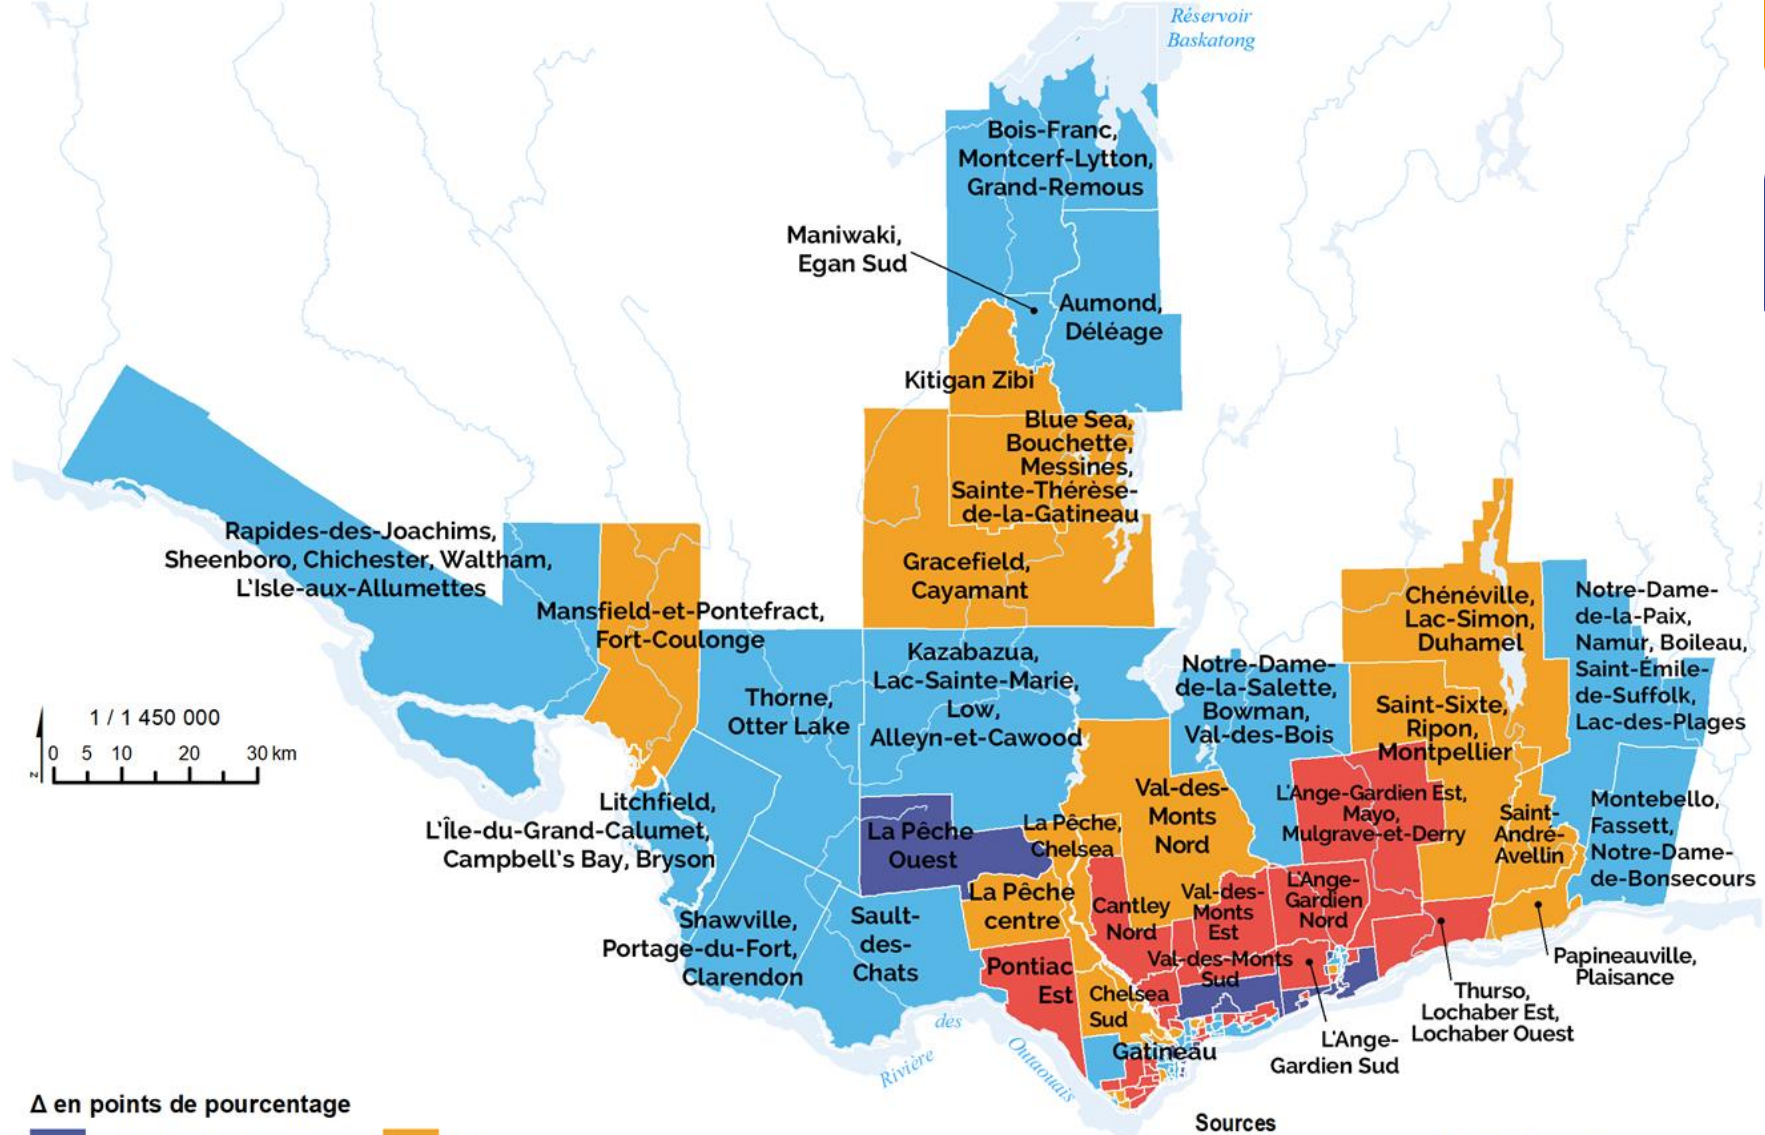 Réservoir
Baskatong
Bois-Franc,
Montcerf-Lytton,
Grand-Remous
Maniwaki,
Egan Sud
Aumond,
Déléage
Kitigan Zibi
Blue Sea,
Bouchette,
Messines,
Sainte-Thérèse-
de-la-Gatineau
Rapides-des-Joachims,
Sheenboro, Chichester, Waltham,
L'Isle-aux-Allumettes
Gracefield,
Cayamant
Mansfield-et-Pontefract,
Fort-Coulonge
Chénéville,
Lac-Simon,
Duhamel
Notre-Dame-
de-la-Paix,
Namur, Boileau,
Saint-Émile-
de-Suffolk,
Lac-des-Plages
Kazabazua,
Lac-Sainte-Marie,
Low,
Alleyn-et-Cawood
Notre-Dame-
de-la-Salette,
Bowman,
Val-des-Bois
Thorne,
Otter Lake
Saint-Sixte,
Ripon,
Montpellier
1 / 1 450 000
0 5 10 20 30 km
z
Litchfield,
L'Île-du-Grand-Calumet,
Campbell's Bay, Bryson
La Pêche
Ouest
La Pêche,
Chelsea
Val-des-
Monts
Nord
L'Ange-Gardien Est,
Mayo,
Mulgrave-et-Derry
Saint-
André-
Avellin
Montebello,
Fassett,
Notre-Dame-
de-Bonsecours
La Pêche
centre
Cantley
Nord
Val-des-
Monts
Est
L'Ange-
Gardien
Nord
Shawville,
Portage-du-Fort,
Clarendon
Sault-
des-
Chats
Pontiac
Est
Val-des-Monts
Sud
Chelsea
Sud
Papineauville,
Plaisance
Thurso,
Lochaber Est,
Lochaber Ouest
L'Ange-
Gardien Sud
Gatineau
Rivière
des
Outaouais
Δ en points de pourcentage
Sources